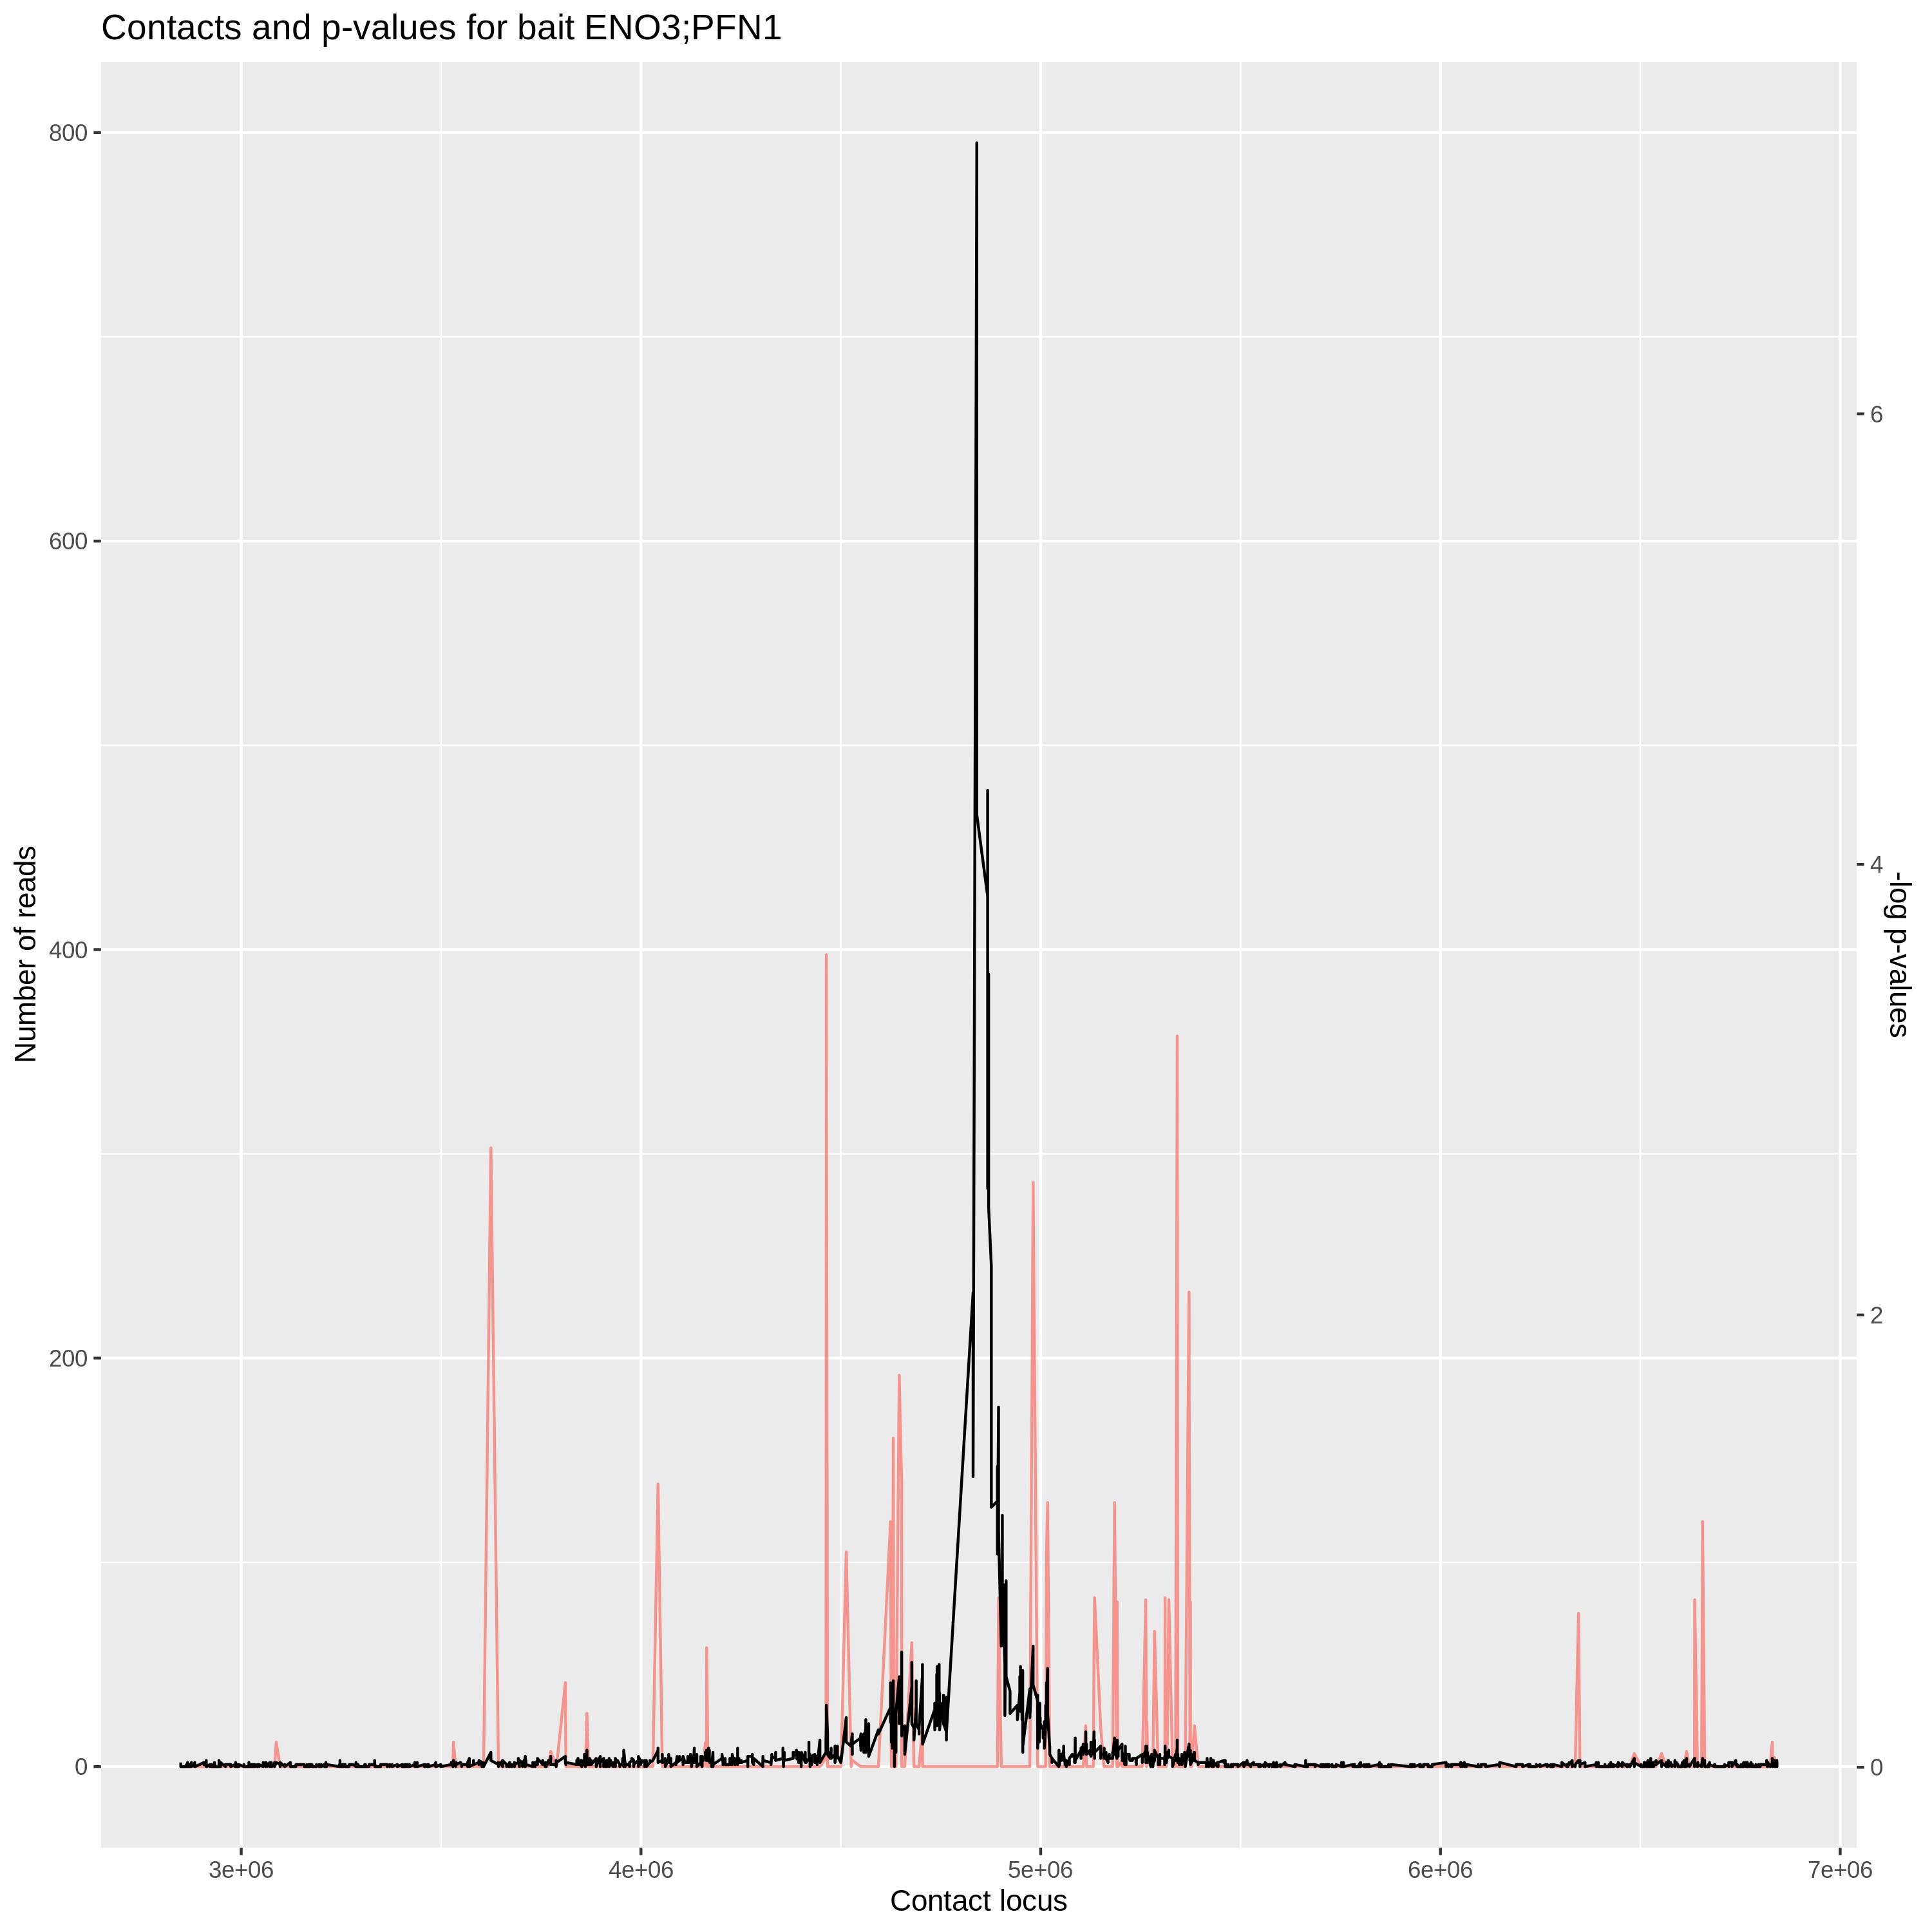 Contacts and p-values for bait ENO3;PFN1
800
600
400
200
0
Number of reads
6
4
2
0
-log p-values
3e+06
4e+06
5e+06
6e+06
7e+06
Contact locus